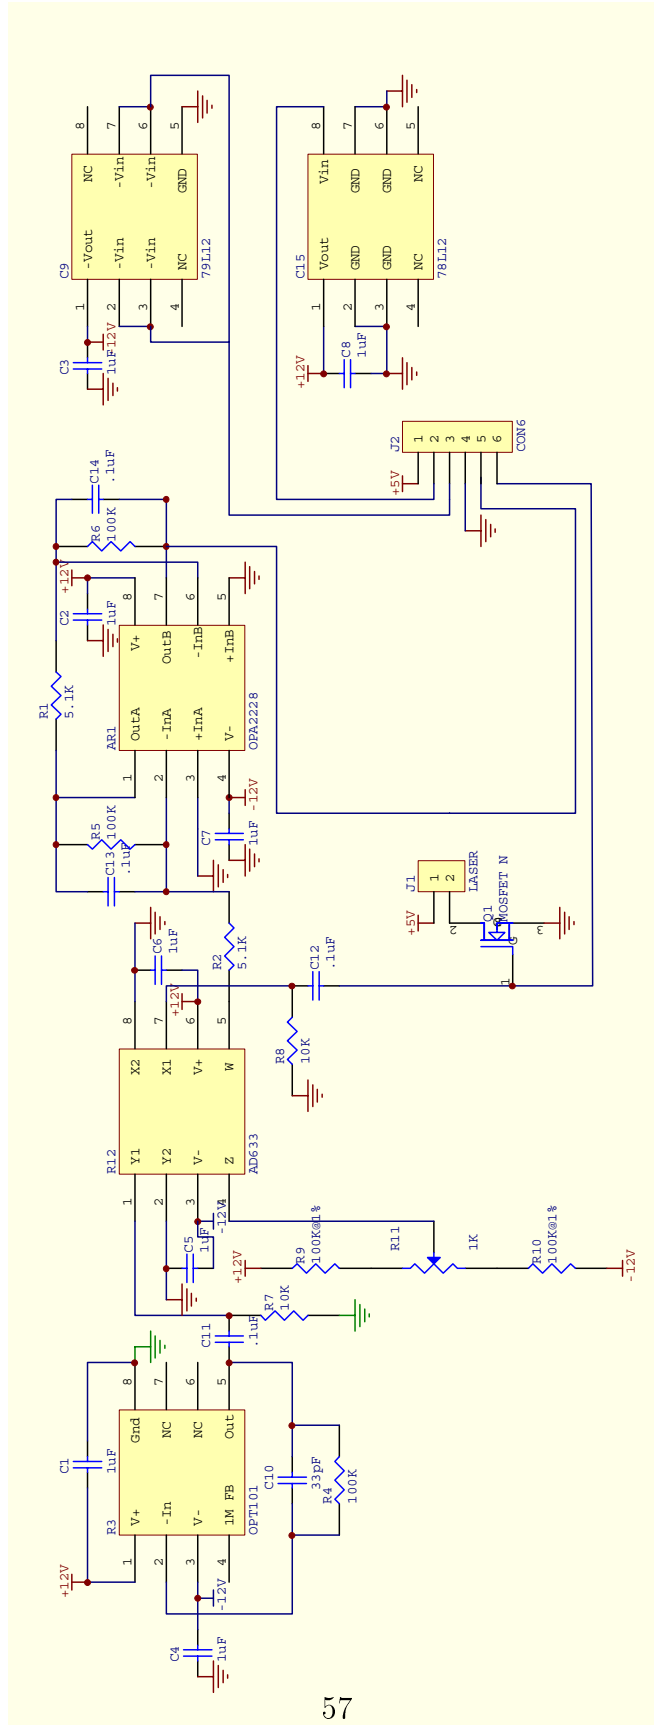 8
7
6
5
NC
-Vin
-Vin
GND
C9
-Vout
-Vin
-Vin
NC
79L12
1
2
3
4
-12V
C3
1uF
8
7
6
5
Vin
GND
GND
NC
C15
Vout
GND
GND
NC
78L12
1
2
3
4
+12V
C8
1uF
J2
1
2
3
4
5
6
CON6
+5V
C14
.1uF
R6
100K
+12V
C2
1uF
8
7
6
5
V+
OutB
-InB
+InB
R1
5.1K
AR1
OutA
-InA
+InA
V-
OPA2228
1
2
3
4
-12V
C7
1uF
R5
100K
C13
.1uF
J1
1
2
LASER
+5V
Q1
MOSFET N
2
3
G
1
C6
1uF
+12V
R2
5.1K
C12
.1uF
R8
10K
8
7
6
5
X2
X1
V+
W
R12
Y1
Y2
V-
Z
AD633
1
2
3
4
-12V
C5
1uF
+12V
R9
100K@1%
R11
1K
R10
100K@1%
-12V
R7
10K
C11
.1uF
8
7
6
5
Gnd
NC
NC
Out
C1
1uF
R3
V+
-In
V-
1M FB
OPT101
C10
33pF
R4
100K
+12V
1
2
3
4
-12V
C4
1uF
57